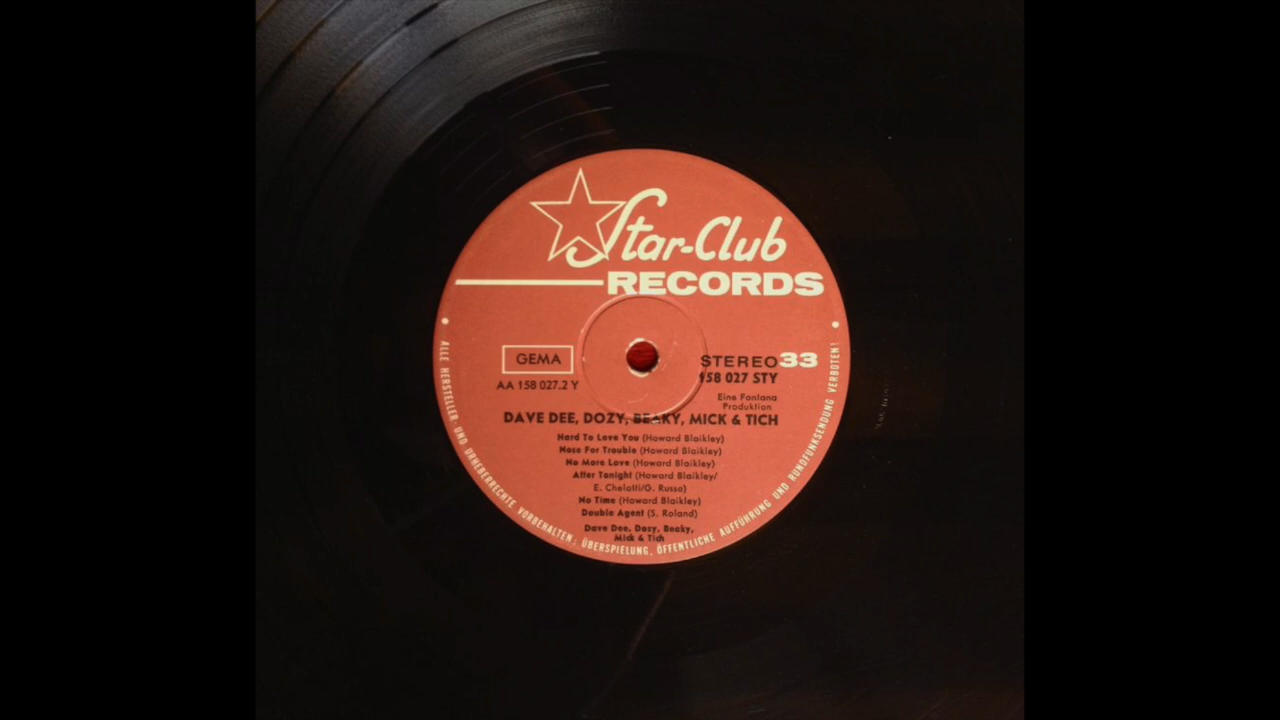 Star-Club
RECORDS
GEMA
STEREO 33
AA 158 027.2 Y
158 027 STY
Eine Fontana
Produktion
DAVE DEE, DOZY, BEAKY, MICK & TICH
Hard To Love You (Howard Blaikley)
Nose For Trouble (Howard Blaikley)
No More Love (Howard Blaikley)
After Tonight (Howard Blaikley/
E. Chelotti/G. Russo)
No Time (Howard Blaikley)
Double Agent (S. Roland)
Dave Dee, Dozy, Beaky,
Mick & Tich
ALLE HERSTELLER- UND URHEBERRECHTE VORBEHALTEN; ÜBERSPIELUNG, ÖFFENTLICHE AUFFÜHRUNG UND RUNDFUNKSENDUNG VERBOTEN!